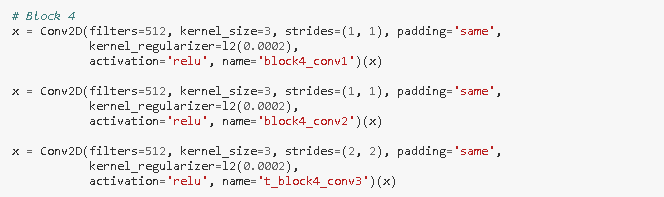 # Block 4
x = Conv2D(filters=512, kernel_size=3, strides=(1, 1), padding='same',
kernel_regularizer=l2(0.0002),
activation='relu', name='block4_conv1')(x)
x = Conv2D(filters=512, kernel_size=3, strides=(1, 1), padding='same',
kernel_regularizer=l2(0.0002),
activation='relu', name='block4_conv2')(x)
x = Conv2D(filters=512, kernel_size=3, strides=(2, 2), padding='same',
kernel_regularizer=l2(0.0002),
activation='relu', name='t_block4_conv3')(x)